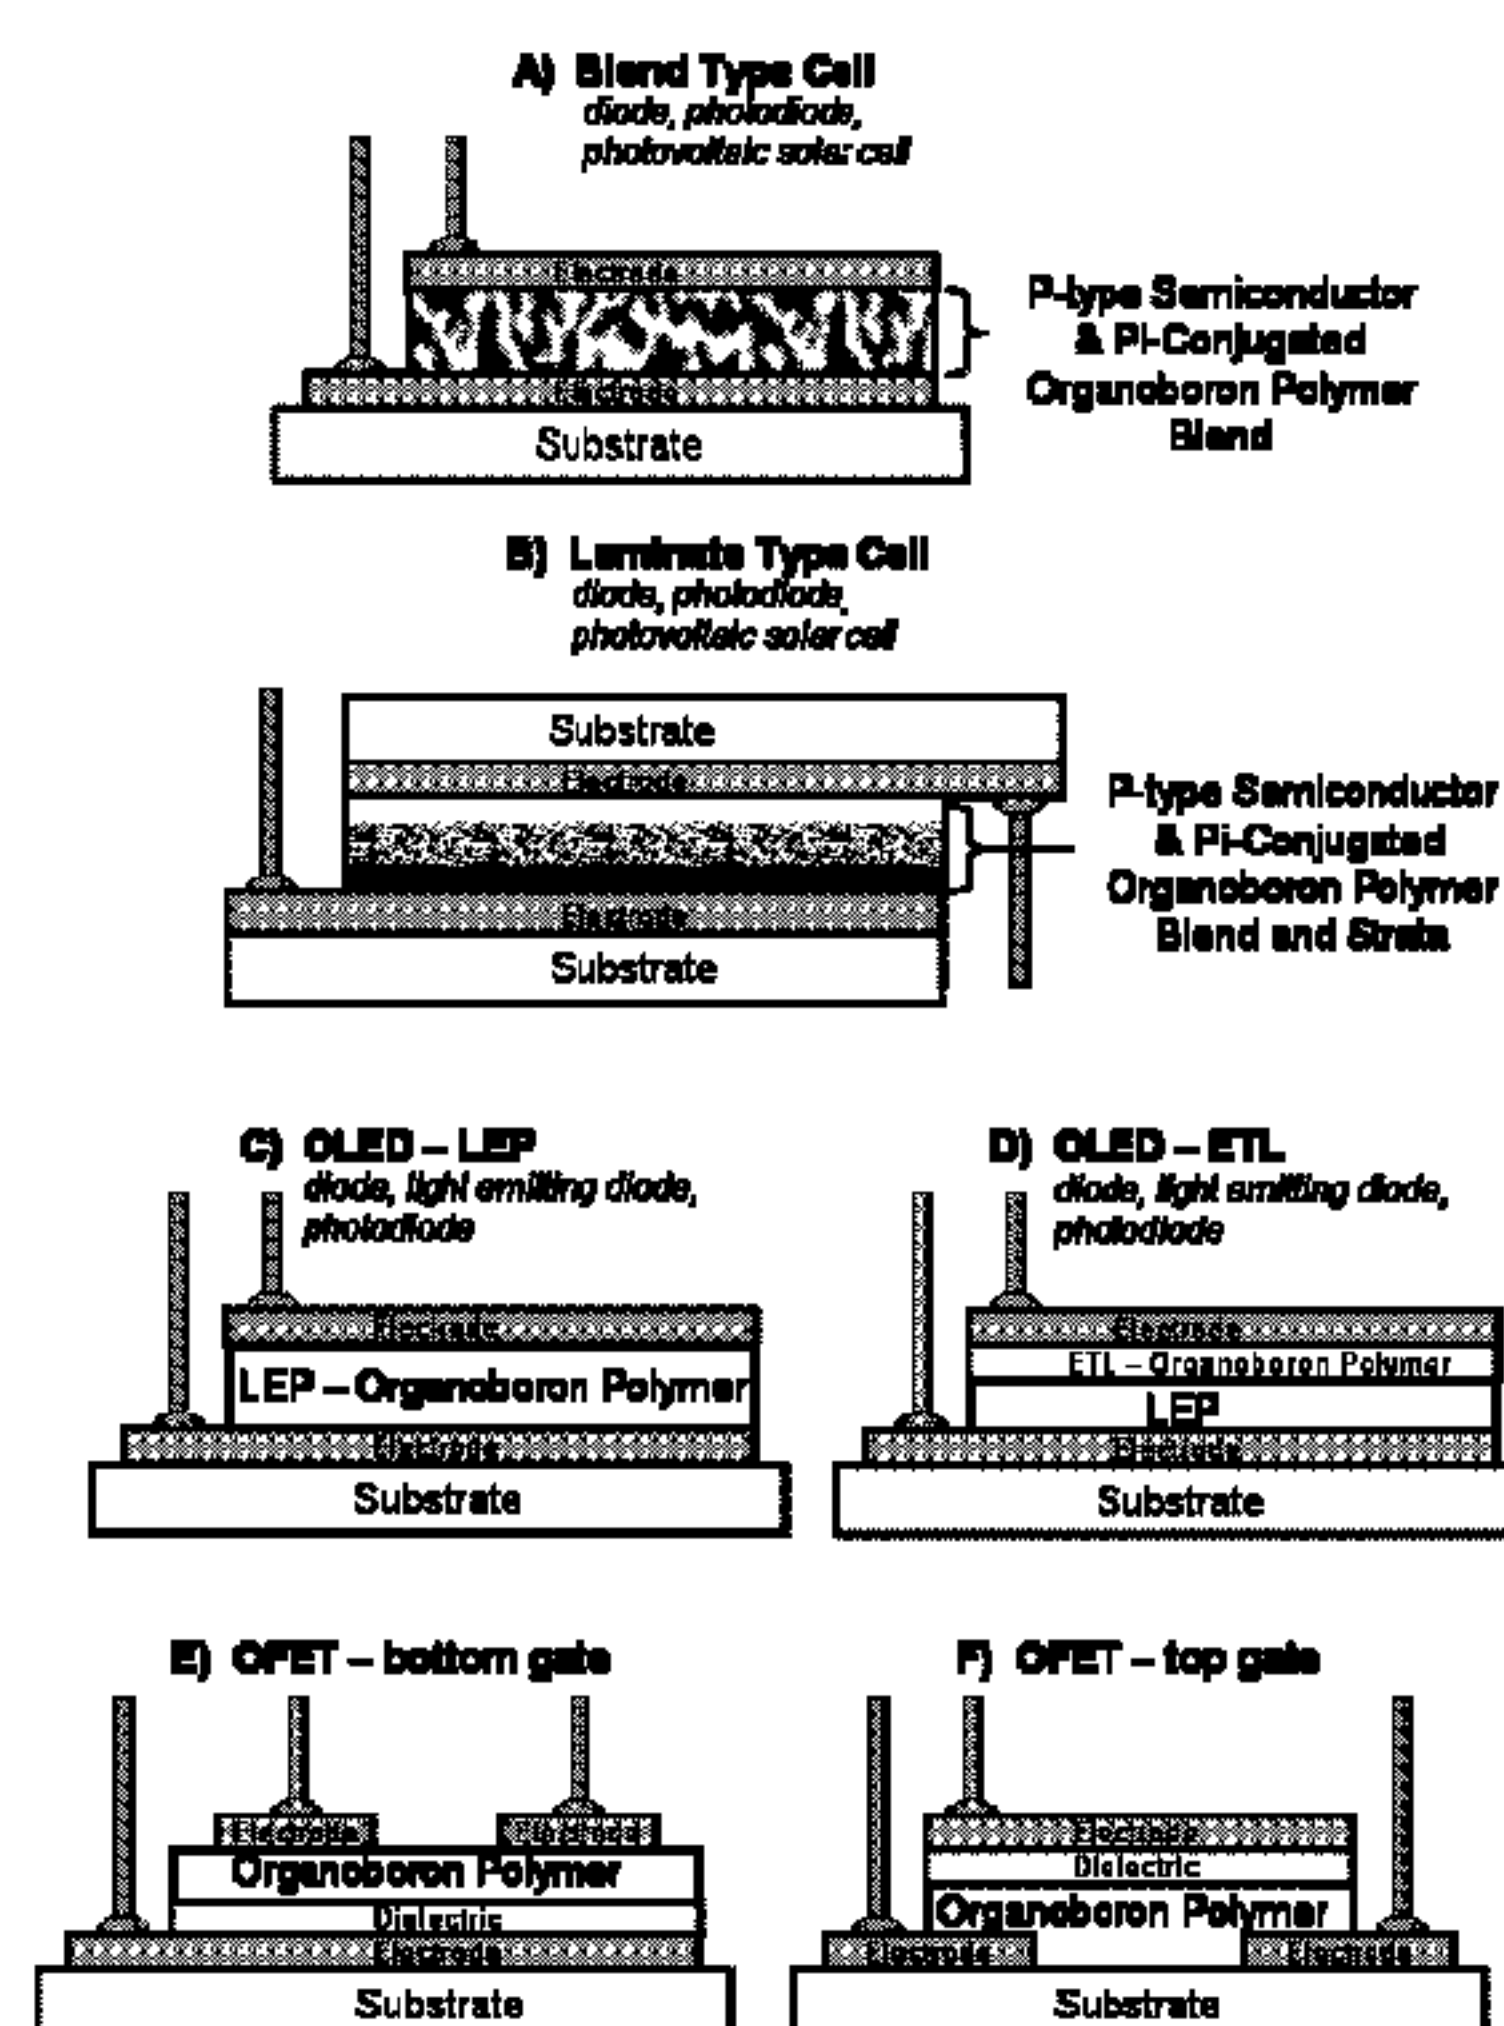 A) Blend Type Cell
diode, photodiode,
photovoltaic solar cell
Electrode
P-type Semiconductor
& Pi-Conjugated
Organoboron Polymer
Blend
Electrode
Substrate
B) Laminate Type Cell
diode, photodiode,
photovoltaic solar cell
Substrate
Electrode
P-type Semiconductor
& Pi-Conjugated
Organoboron Polymer
Blend and Strata
Electrode
Substrate
C) OLED – LEP
diode, light emitting diode,
photodiode
Electrode
LEP – Organoboron Polymer
Electrode
Substrate
D) OLED – ETL
diode, light emitting diode,
photodiode
Electrode
ETL – Organoboron Polymer
LEP
Electrode
Substrate
E) OFET – bottom gate
Electrode Electrode
Organoboron Polymer
Dielectric
Electrode
Substrate
F) OFET – top gate
Electrode
Dielectric
Organoboron Polymer
Electrode Electrode
Substrate